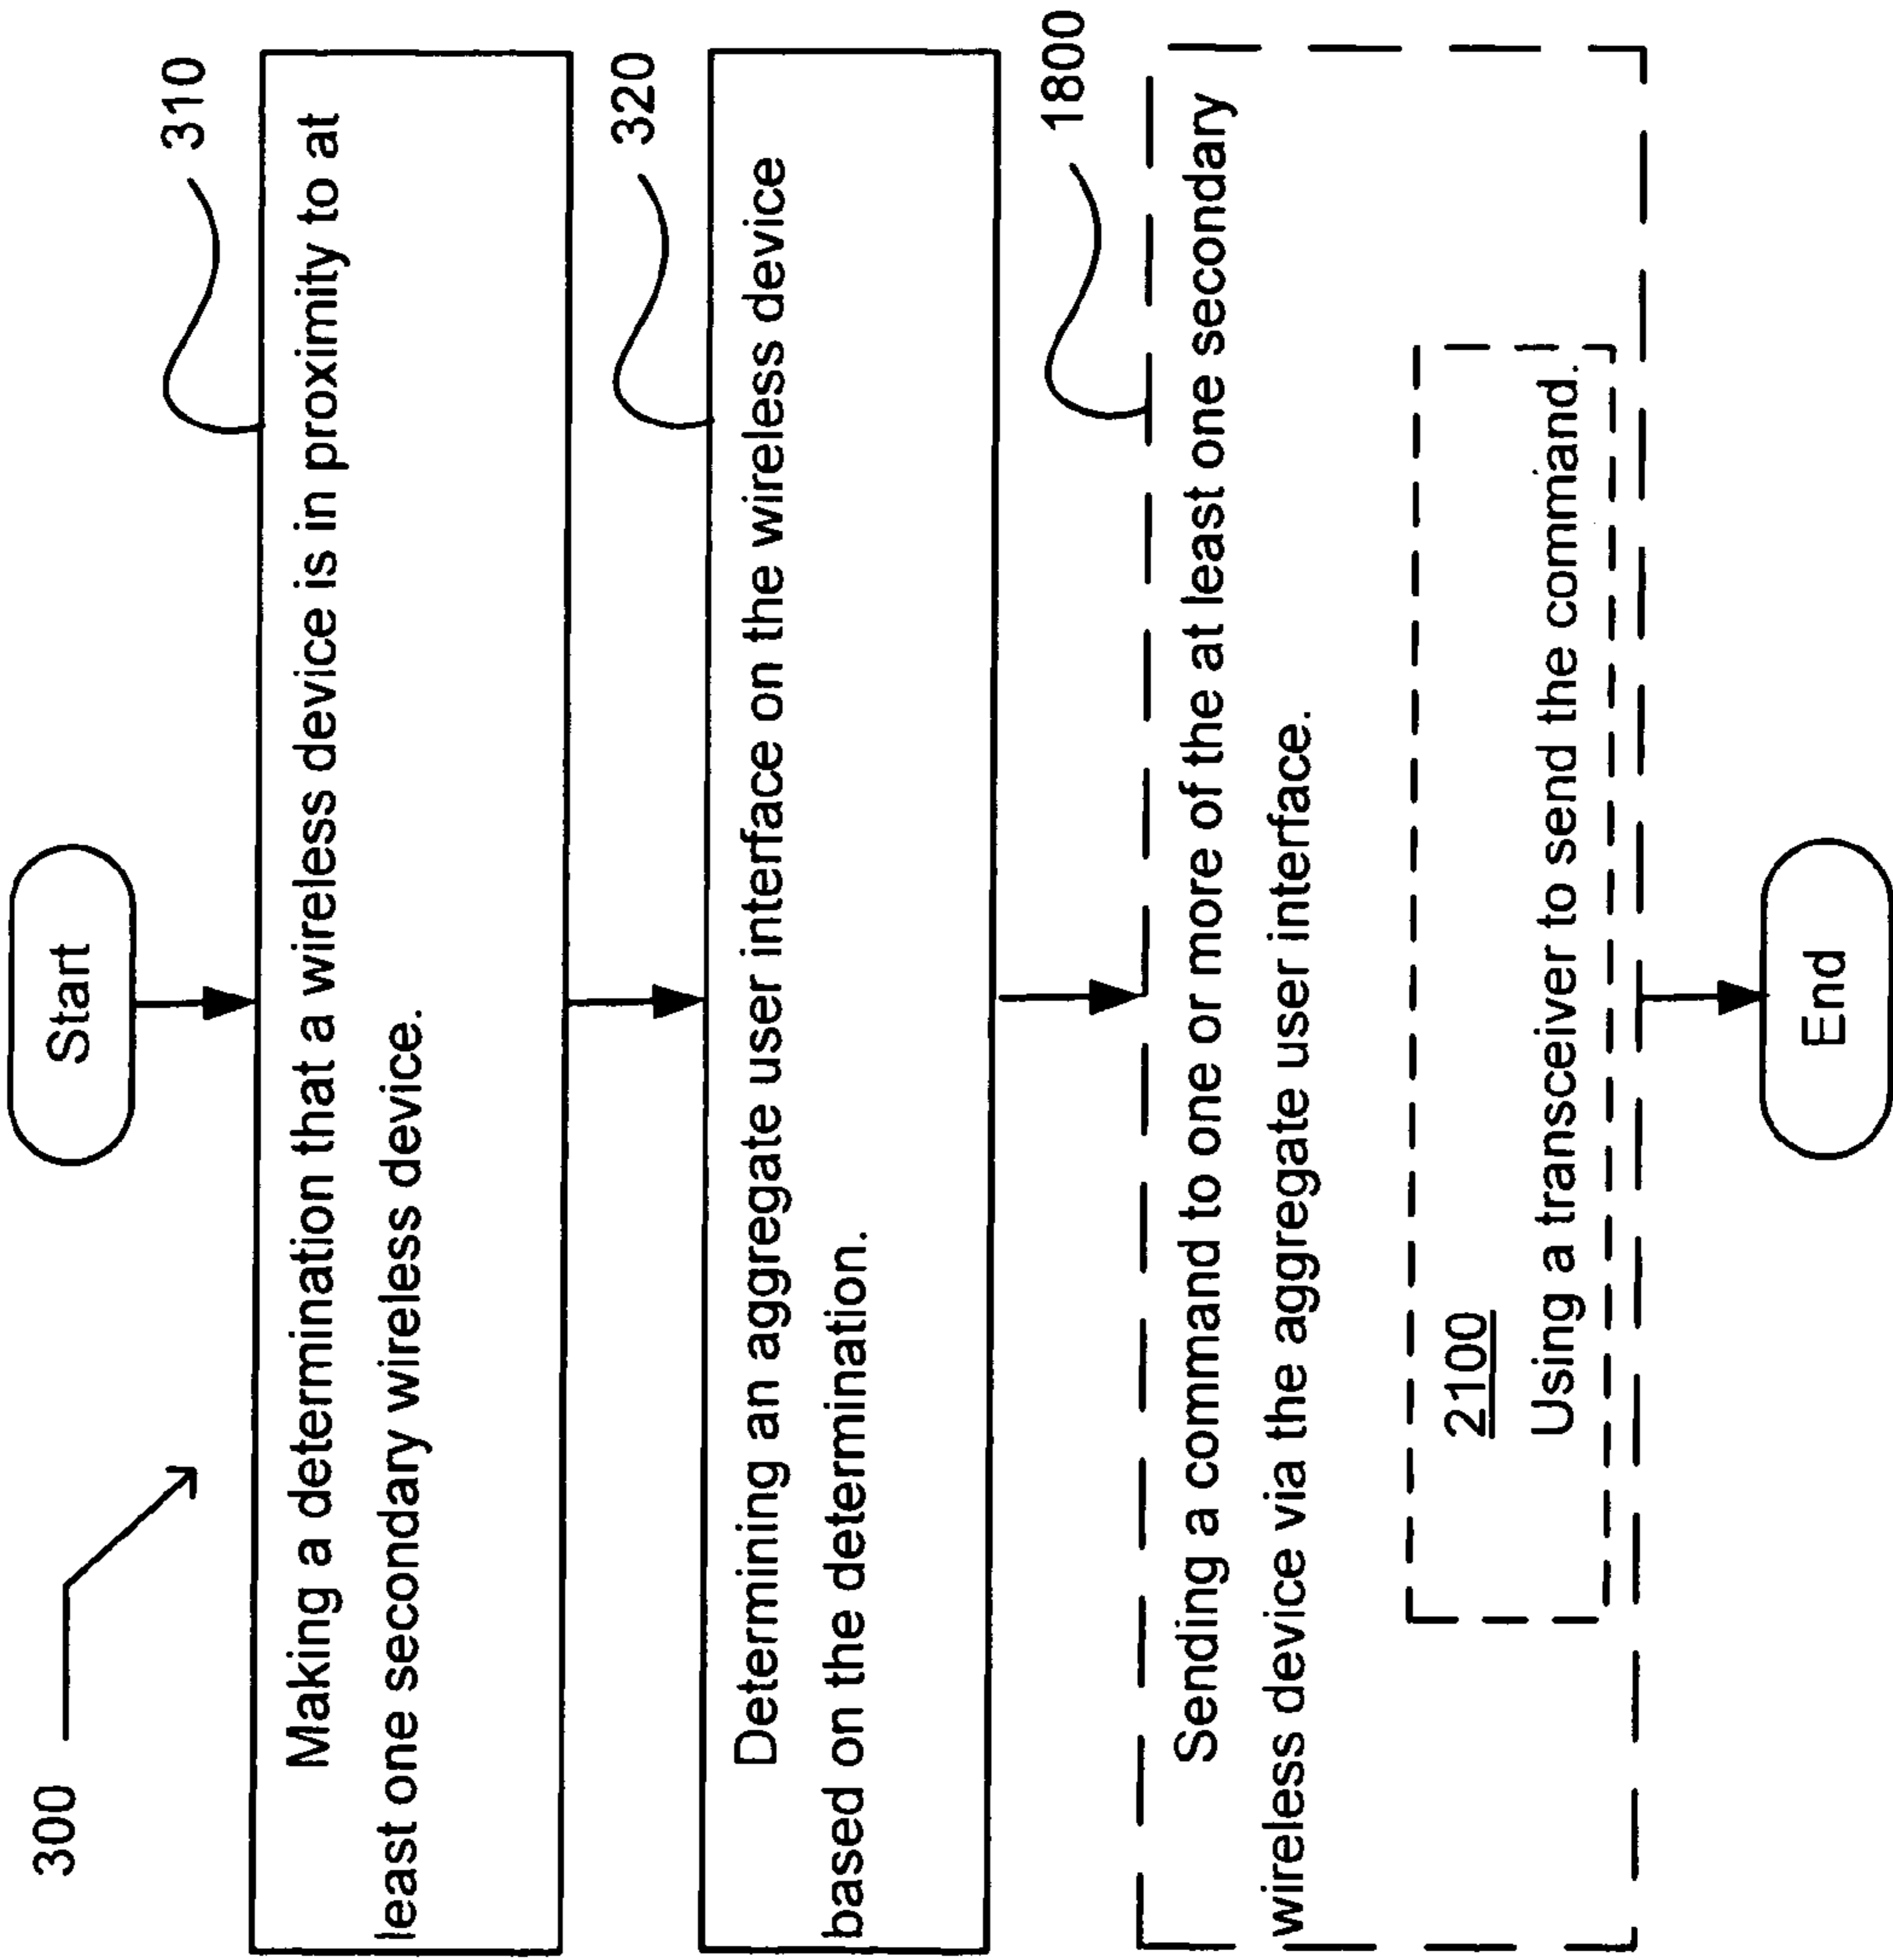 300
Start
310
Making a determination that a wireless device is in proximity to at
least one secondary wireless device.
320
Determining an aggregate user interface on the wireless device
based on the determination.
1800
Sending a command to one or more of the at least one secondary
wireless device via the aggregate user interface.
2100
Using a transceiver to send the command.
End